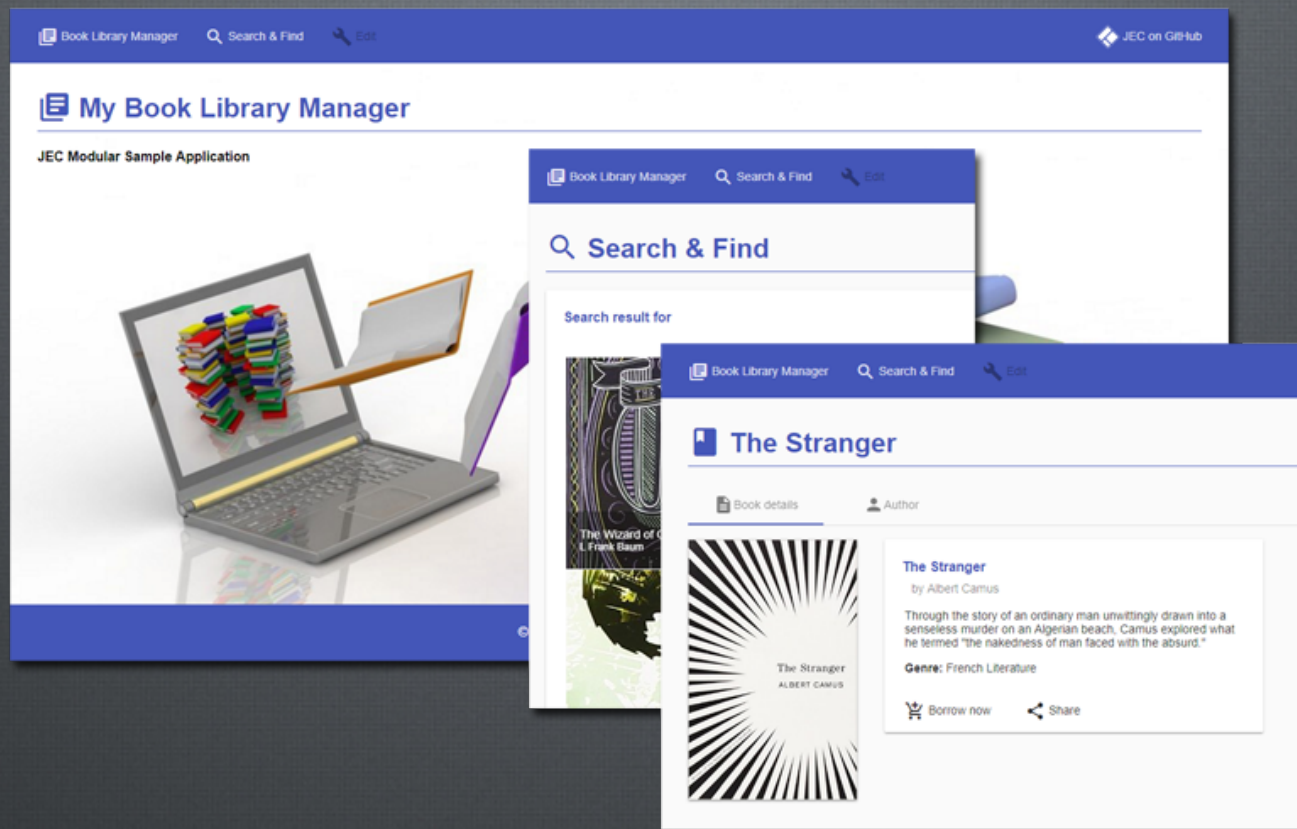 Book Library Manager
Search & Find
Edit
JEC on GitHub
My Book Library Manager
JEC Modular Sample Application
©
Book Library Manager
Search & Find
Edit
Search & Find
Search result for
The Wizard of
L Frank Baum
Book Library Manager
Search & Find
Edit
The Stranger
Book details
Author
The Stranger
ALBERT CAMUS
The Stranger
by Albert Camus
Through the story of an ordinary man unwittingly drawn into a
senseless murder on an Algerian beach, Camus explored what
he termed "the nakedness of man faced with the absurd."
Genre: French Literature
Borrow now
Share